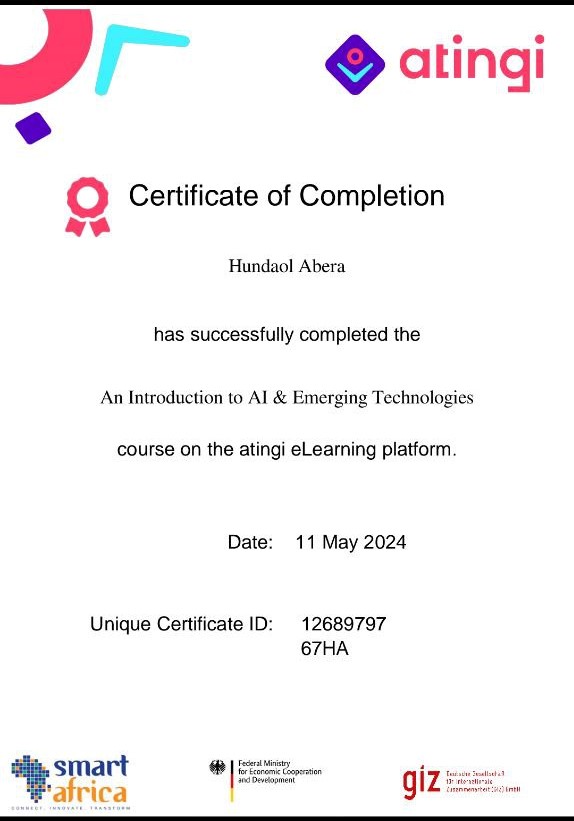 atingi
Certificate of Completion
Hundaol Abera
has successfully completed the
An Introduction to AI & Emerging Technologies
course on the atingi eLearning platform.
Date: 11 May 2024
Unique Certificate ID: 12689797
67HA
smart
africa
CONNECT. INNOVATE. TRANSFORM
Federal Ministry
for Economic Cooperation
and Development
giz
Deutsche Gesellschaft
für Internationale
Zusammenarbeit (GIZ) GmbH